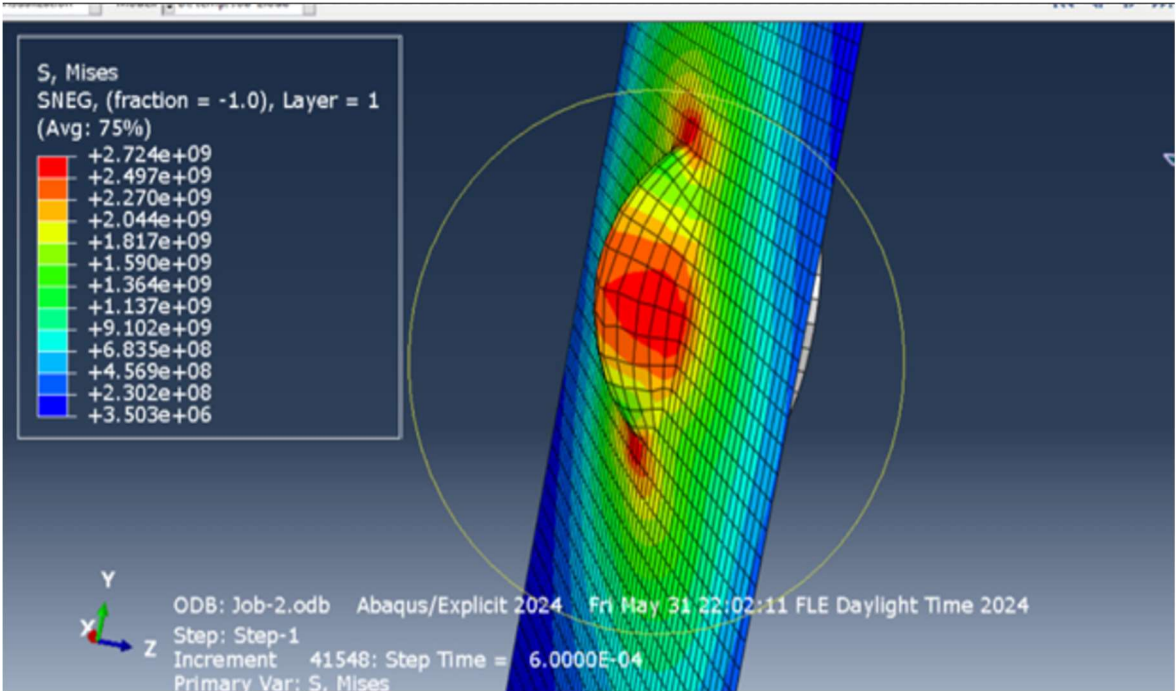 S, Mises
SNEG, (fraction = -1.0), Layer = 1
(Avg: 75%)
+2.724e+09
+2.497e+09
+2.270e+09
+2.044e+09
+1.817e+09
+1.590e+09
+1.364e+09
+1.137e+09
+9.102e+09
+6.835e+08
+4.569e+08
+2.302e+08
+3.503e+06
Y
X
Z
ODB: Job-2.odb Abaqus/Explicit 2024 Fri May 31 22:02:11 FLE Daylight Time 2024
Step: Step-1
Increment 41548: Step Time = 6.0000E-04
Primary Var: S, Mises